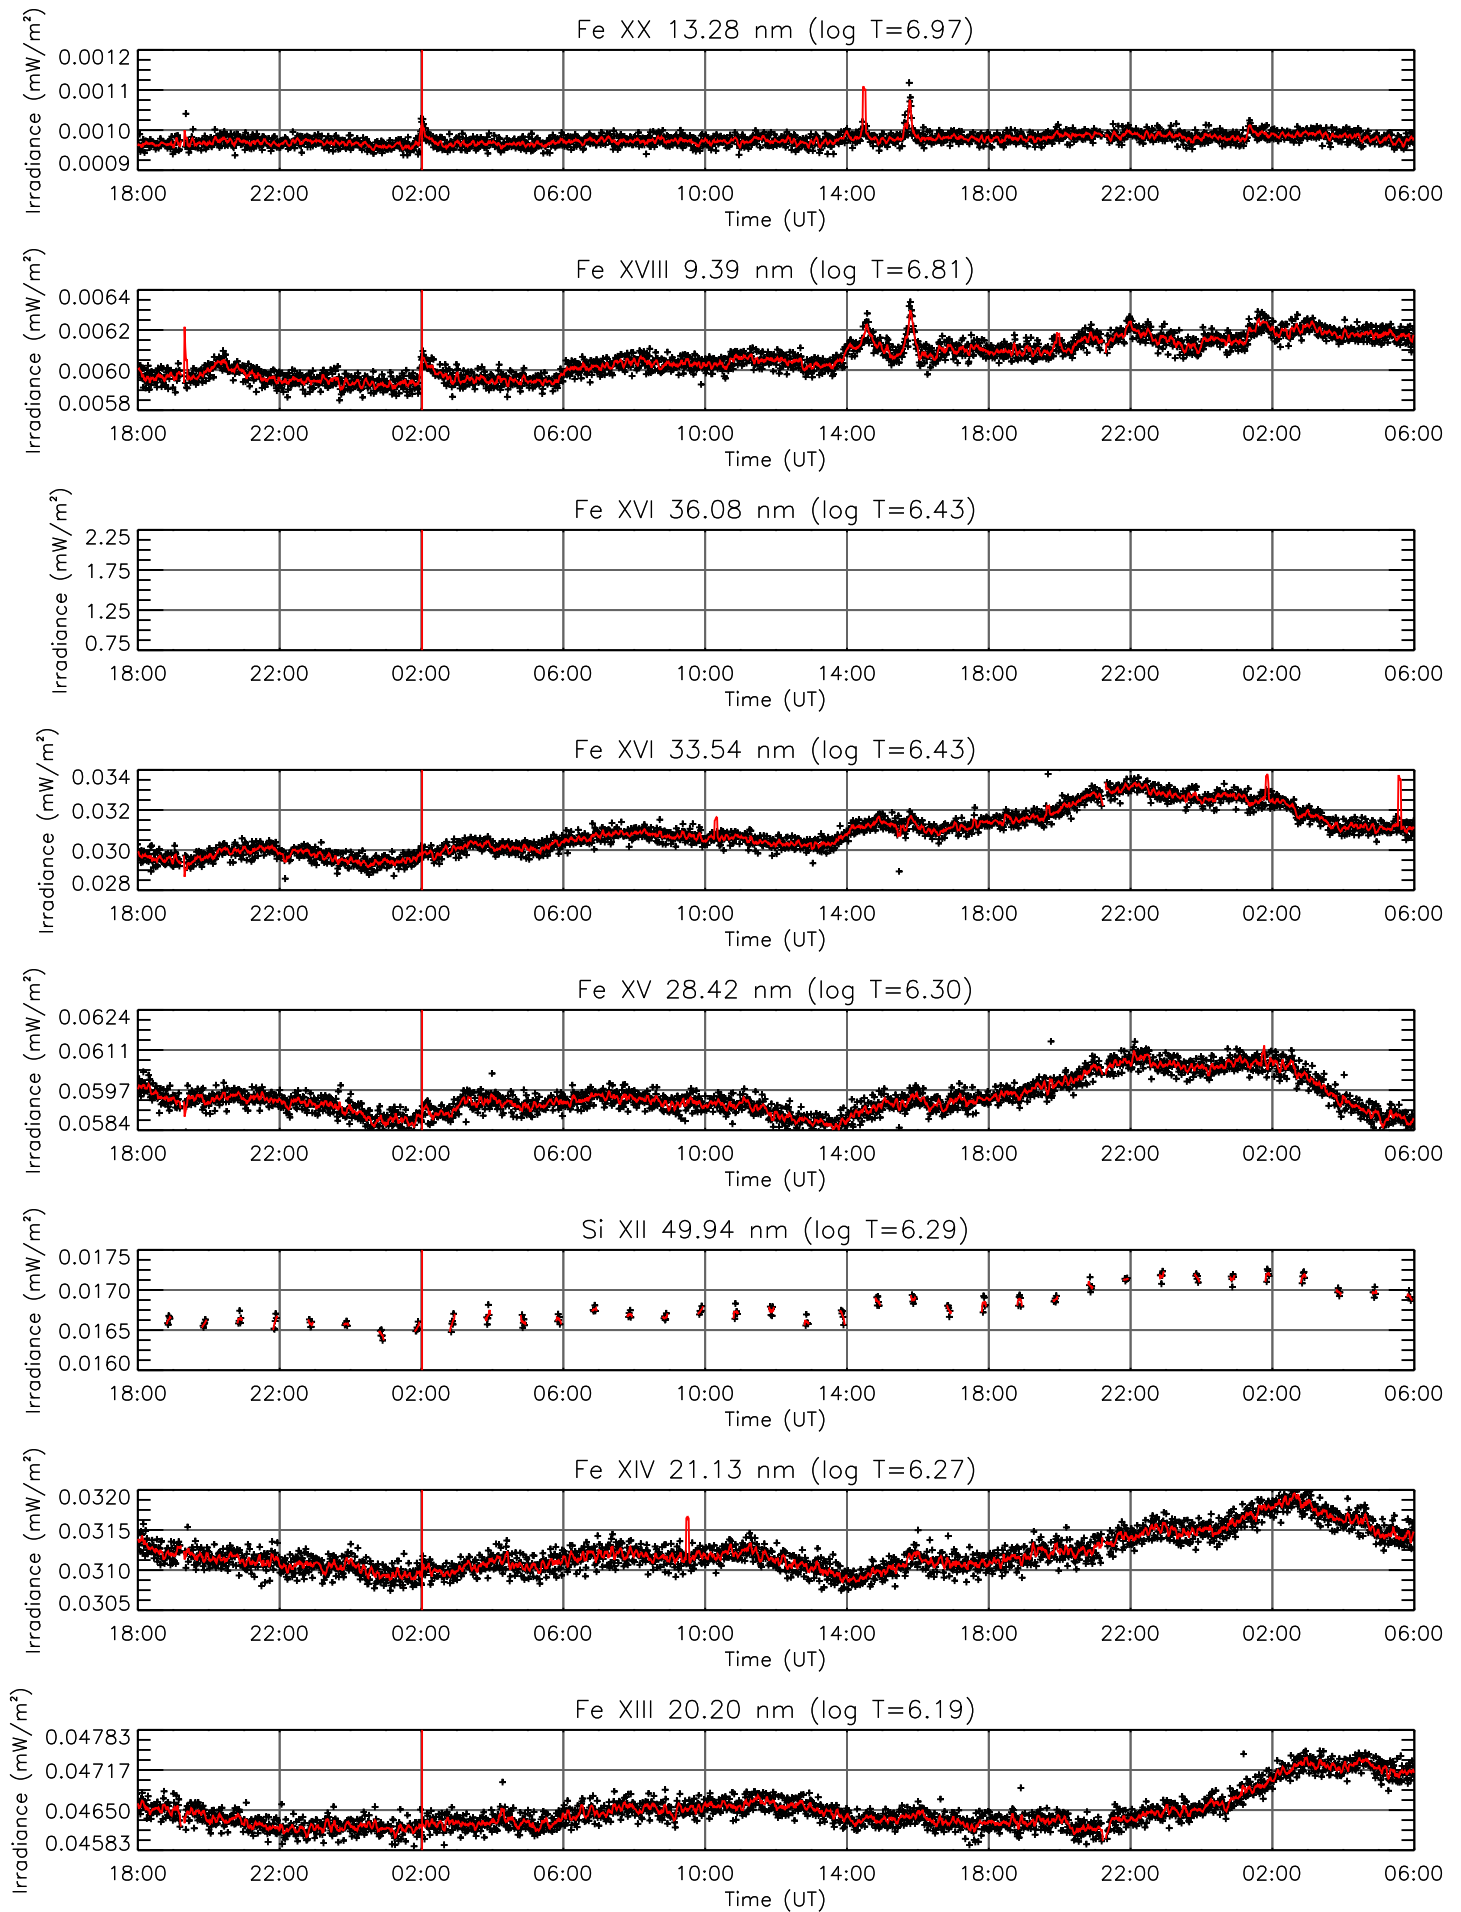 Fe XX 13.28 nm (log T=6.97)
Irradiance (mW/m²)
0.0012
0.0011
0.0010
0.0009
18:00 22:00 02:00 06:00 10:00 14:00 18:00 22:00 02:00 06:00
Time (UT)
Fe XVIII 9.39 nm (log T=6.81)
Irradiance (mW/m²)
0.0064
0.0062
0.0060
0.0058
18:00 22:00 02:00 06:00 10:00 14:00 18:00 22:00 02:00 06:00
Time (UT)
Fe XVI 36.08 nm (log T=6.43)
Irradiance (mW/m²)
2.25
1.75
1.25
0.75
18:00 22:00 02:00 06:00 10:00 14:00 18:00 22:00 02:00 06:00
Time (UT)
Fe XVI 33.54 nm (log T=6.43)
Irradiance (mW/m²)
0.034
0.032
0.030
0.028
18:00 22:00 02:00 06:00 10:00 14:00 18:00 22:00 02:00 06:00
Time (UT)
Fe XV 28.42 nm (log T=6.30)
Irradiance (mW/m²)
0.0624
0.0611
0.0597
0.0584
18:00 22:00 02:00 06:00 10:00 14:00 18:00 22:00 02:00 06:00
Time (UT)
Si XII 49.94 nm (log T=6.29)
Irradiance (mW/m²)
0.0175
0.0170
0.0165
0.0160
18:00 22:00 02:00 06:00 10:00 14:00 18:00 22:00 02:00 06:00
Time (UT)
Fe XIV 21.13 nm (log T=6.27)
Irradiance (mW/m²)
0.0320
0.0315
0.0310
0.0305
18:00 22:00 02:00 06:00 10:00 14:00 18:00 22:00 02:00 06:00
Time (UT)
Fe XIII 20.20 nm (log T=6.19)
Irradiance (mW/m²)
0.04783
0.04717
0.04650
0.04583
18:00 22:00 02:00 06:00 10:00 14:00 18:00 22:00 02:00 06:00
Time (UT)